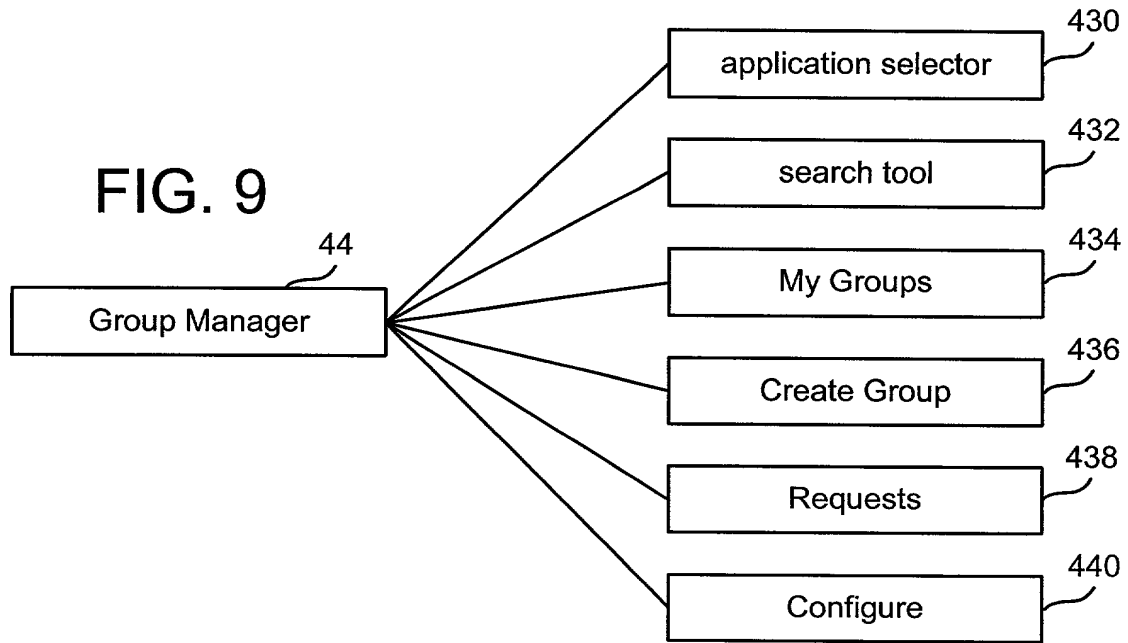 FIG. 9
44
Group Manager
430
application selector
432
search tool
434
My Groups
436
Create Group
438
Requests
440
Configure